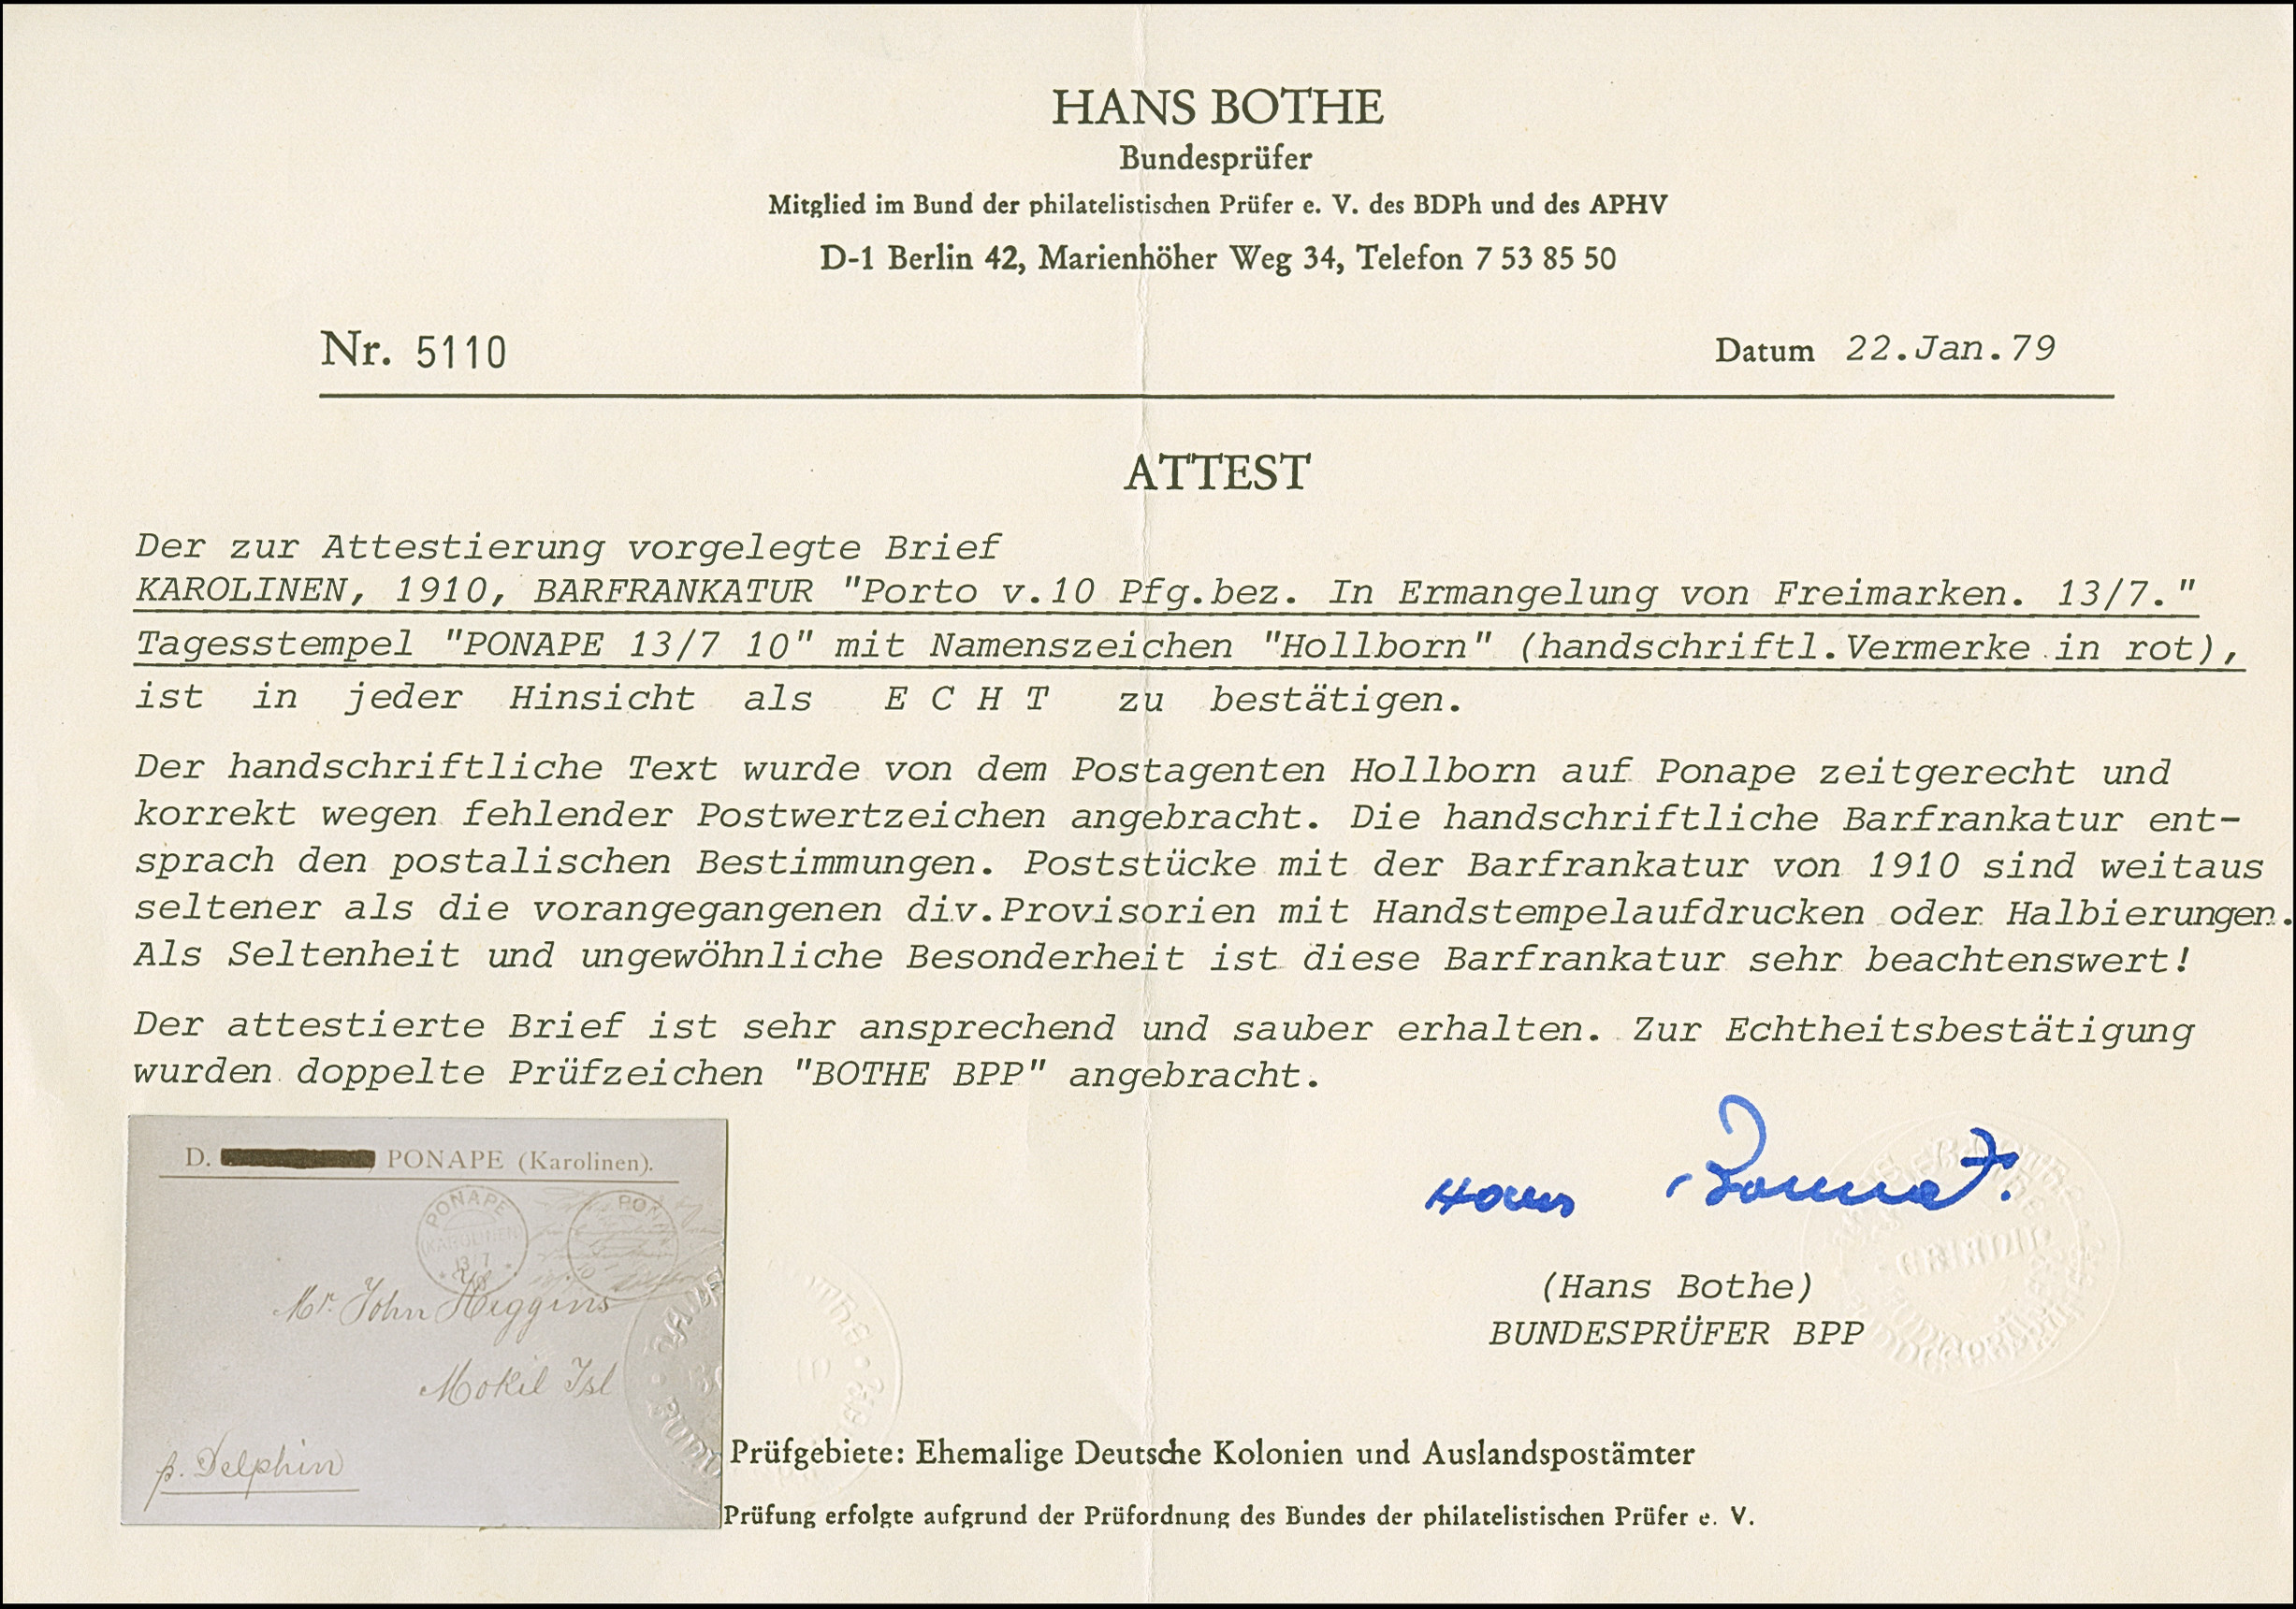 HANS BOTHE
Bundesprüfer
Mitglied im Bund der philatelistischen Prüfer e. V. des BDPh und des APHV
D-1 Berlin 42, Marienhöher Weg 34, Telefon 7 53 85 50
Nr. 5110
Datum 22.Jan.79
ATTEST
Der zur Attestierung vorgelegte Brief
KAROLINEN, 1910, BARFRANKATUR "Porto v.10 Pfg.bez. In Ermangelung von Freimarken. 13/7."
Tagesstempel "PONAPE 13/7 10" mit Namenszeichen "Hollborn" (handschriftl.Vermerke in rot),
ist in jeder Hinsicht als E C H T zu bestätigen.
Der handschriftliche Text wurde von dem Postagenten Hollborn auf Ponape zeitgerecht und
korrekt wegen fehlender Postwertzeichen angebracht. Die handschriftliche Barfrankatur ent-
sprach den postalischen Bestimmungen. Poststücke mit der Barfrankatur von 1910 sind weitaus
seltener als die vorangegangenen div.Provisorien mit Handstempelaufdrucken oder Halbierungen.
Als Seltenheit und ungewöhnliche Besonderheit ist diese Barfrankatur sehr beachtenswert!
Der attestierte Brief ist sehr ansprechend und sauber erhalten. Zur Echtheitsbestätigung
wurden doppelte Prüfzeichen "BOTHE BPP" angebracht.
D. PONAPE (Karolinen).
PONAPE
(KAROLINEN)
13/7
PON
Mr. John Higgins
Mokil Isl
p. Delphin
Hans
(Hans Bothe)
BUNDESPRÜFER BPP
Prüfgebiete: Ehemalige Deutsche Kolonien und Auslandspostämter
Prüfung erfolgte aufgrund der Prüfordnung des Bundes der philatelistischen Prüfer e. V.